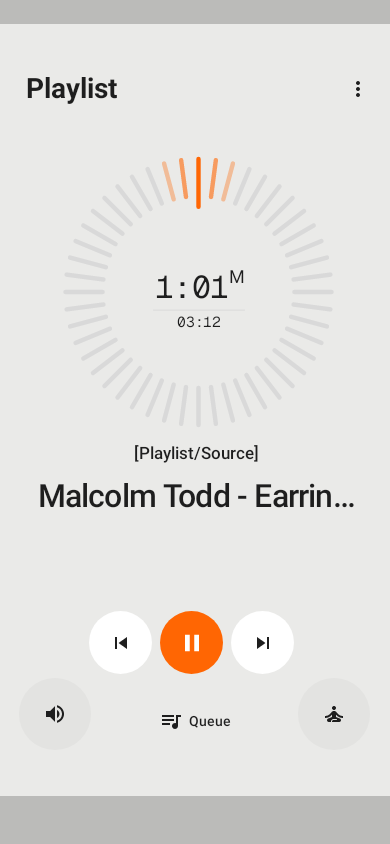 Playlist
1:01M
03:12
[Playlist/Source]
Malcolm Todd - Earrin...
Queue